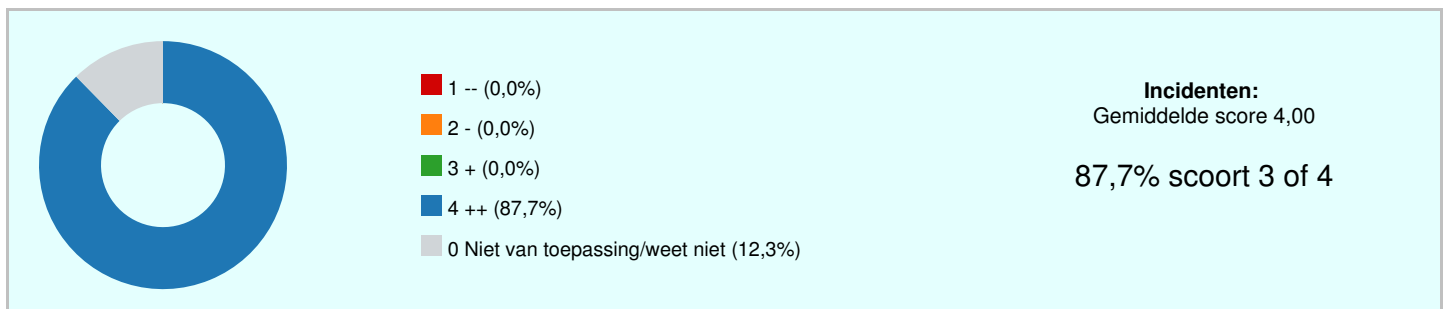 1 -- (0,0%)
2 - (0,0%)
3 + (0,0%)
4 ++ (87,7%)
0 Niet van toepassing/weet niet (12,3%)
Incidenten:
Gemiddelde score 4,00
87,7% scoort 3 of 4